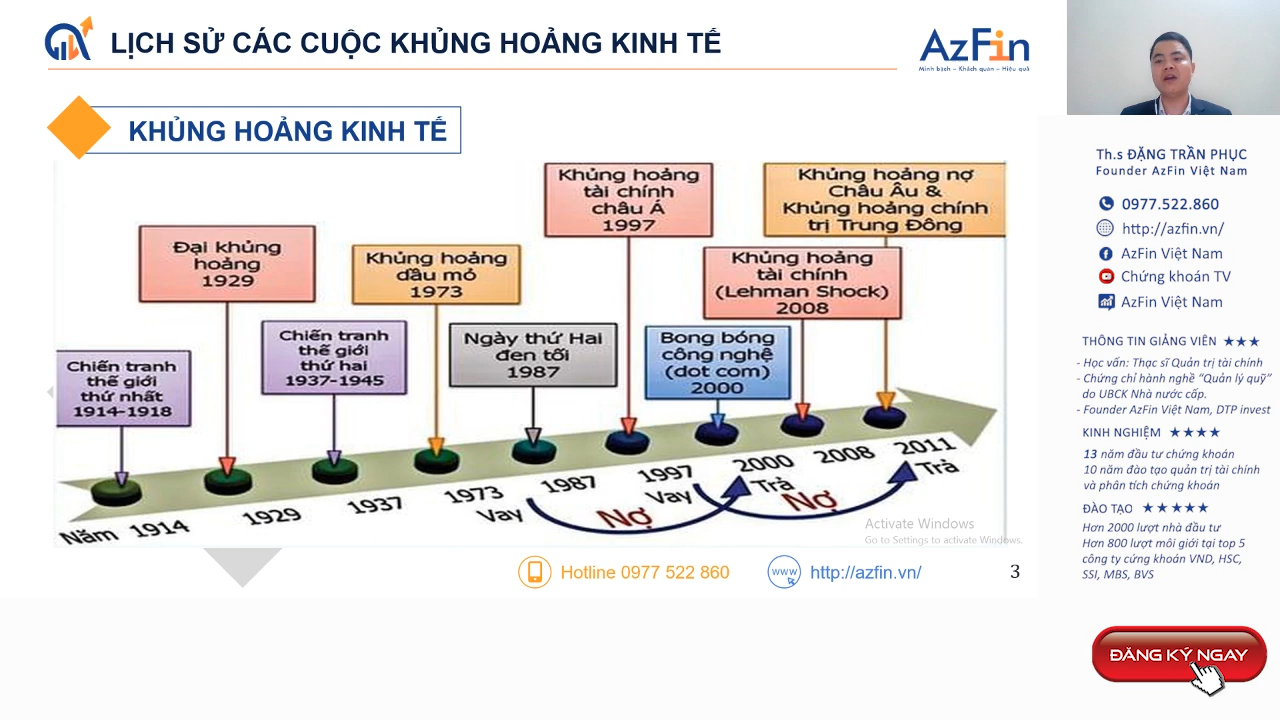 LỊCH SỬ CÁC CUỘC KHỦNG HOẢNG KINH TẾ
AzFin
Minh bạch – Khách quan – Hiệu quả
KHỦNG HOẢNG KINH TẾ
Chiến tranh
thế giới
thứ nhất
1914-1918
Đại khủng
hoảng
1929
Chiến tranh
thế giới
thứ hai
1937-1945
Khủng hoảng
dầu mỏ
1973
Ngày thứ Hai
đen tối
1987
Khủng hoảng
tài chính
châu Á
1997
Bong bóng
công nghệ
(dot com)
2000
Khủng hoảng
tài chính
(Lehman Shock)
2008
Khủng hoảng nợ
Châu Âu &
Khủng hoảng chính
trị Trung Đông
Năm 1914 1929 1937 1973 1987 1997 2000 2008 2011
Vay Nợ Trả
Vay Nợ Trả
Activate Windows
Go to Settings to activate Windows.
Hotline 0977 522 860
www
http://azfin.vn/
3
Th.s ĐẶNG TRẦN PHỤC
Founder AzFin Việt Nam
0977.522.860
http://azfin.vn/
AzFin Việt Nam
Chứng khoán TV
AzFin Việt Nam
THÔNG TIN GIẢNG VIÊN ★★★
- Học vấn: Thạc sĩ Quản trị tài chính
- Chứng chỉ hành nghề “Quản lý quỹ”
do UBCK Nhà nước cấp.
- Founder AzFin Việt Nam, DTP invest
KINH NGHIỆM ★★★★
13 năm đầu tư chứng khoán
10 năm đào tạo quản trị tài chính
và phân tích chứng khoán
ĐÀO TẠO ★★★★★
Hơn 2000 lượt nhà đầu tư
Hơn 800 lượt môi giới tại top 5
công ty cứng khoán VND, HSC,
SSI, MBS, BVS
ĐĂNG KÝ NGAY